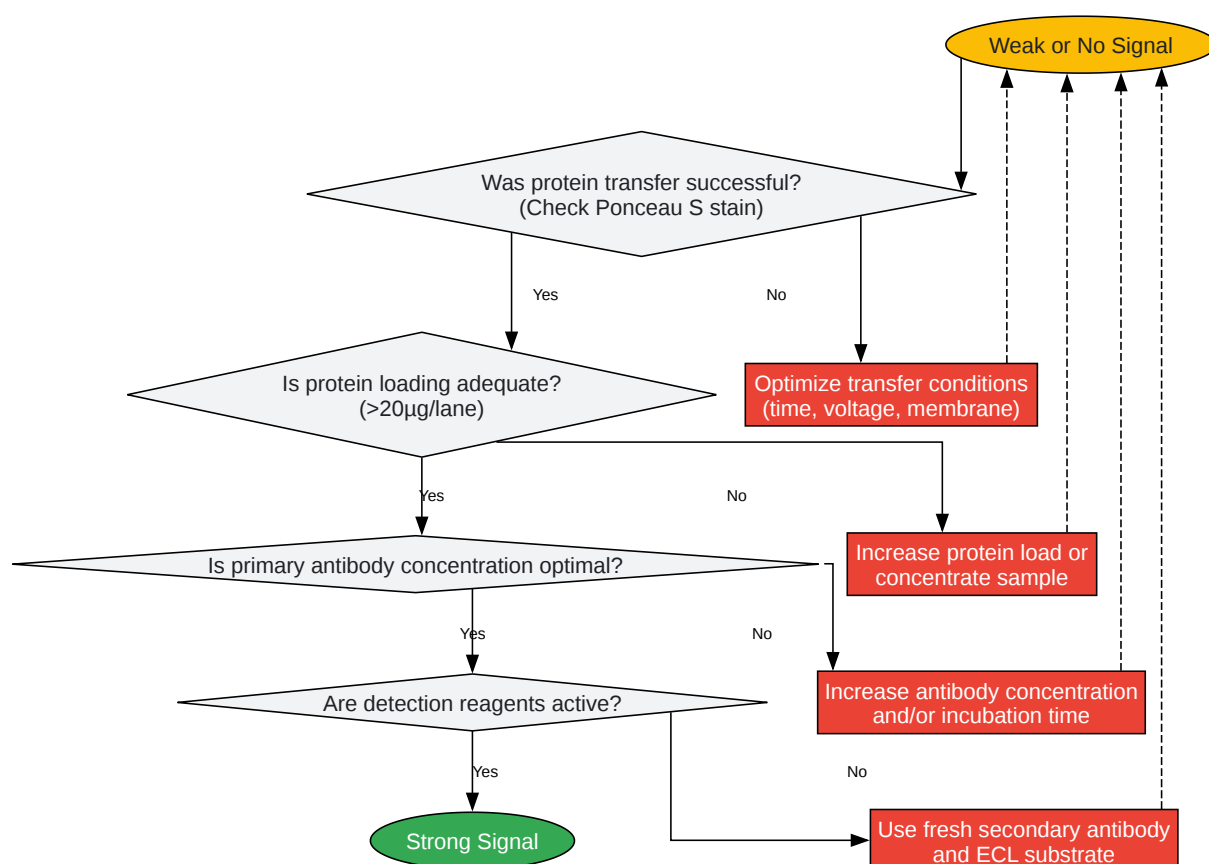 Weak or No Signal
Was protein transfer successful?
(Check Ponceau S stain)
Yes
No
Is protein loading adequate?
(>20µg/lane)
Optimize transfer conditions
(time, voltage, membrane)
Yes
No
Increase protein load or
concentrate sample
Is primary antibody concentration optimal?
Yes
No
Increase antibody concentration
and/or incubation time
Are detection reagents active?
Yes
No
Strong Signal
Use fresh secondary antibody
and ECL substrate